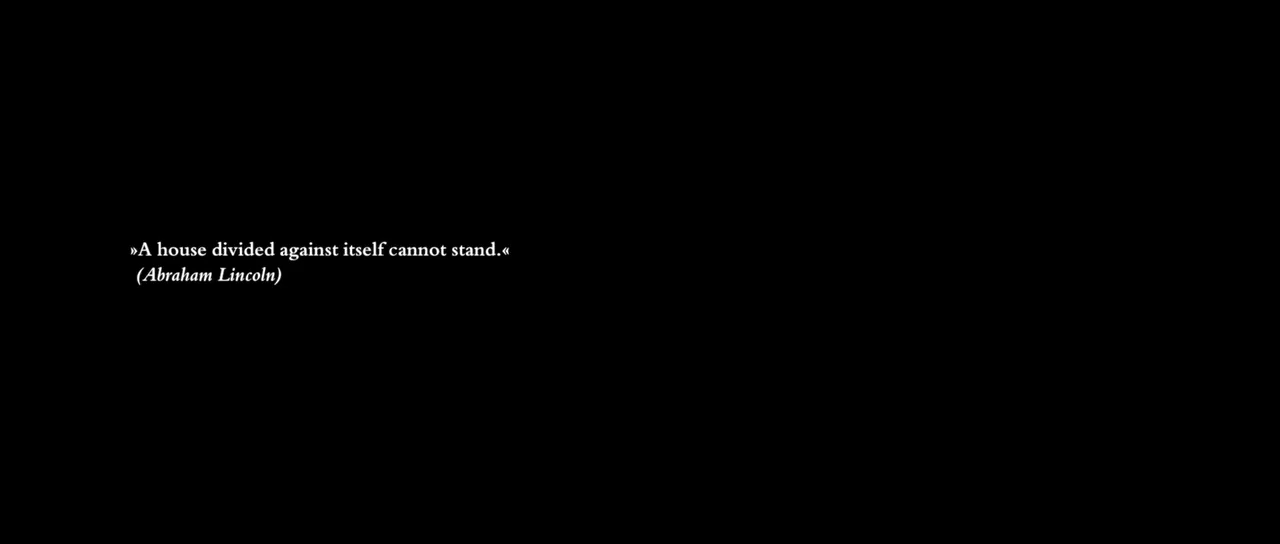 »A house divided against itself cannot stand.«
(Abraham Lincoln)